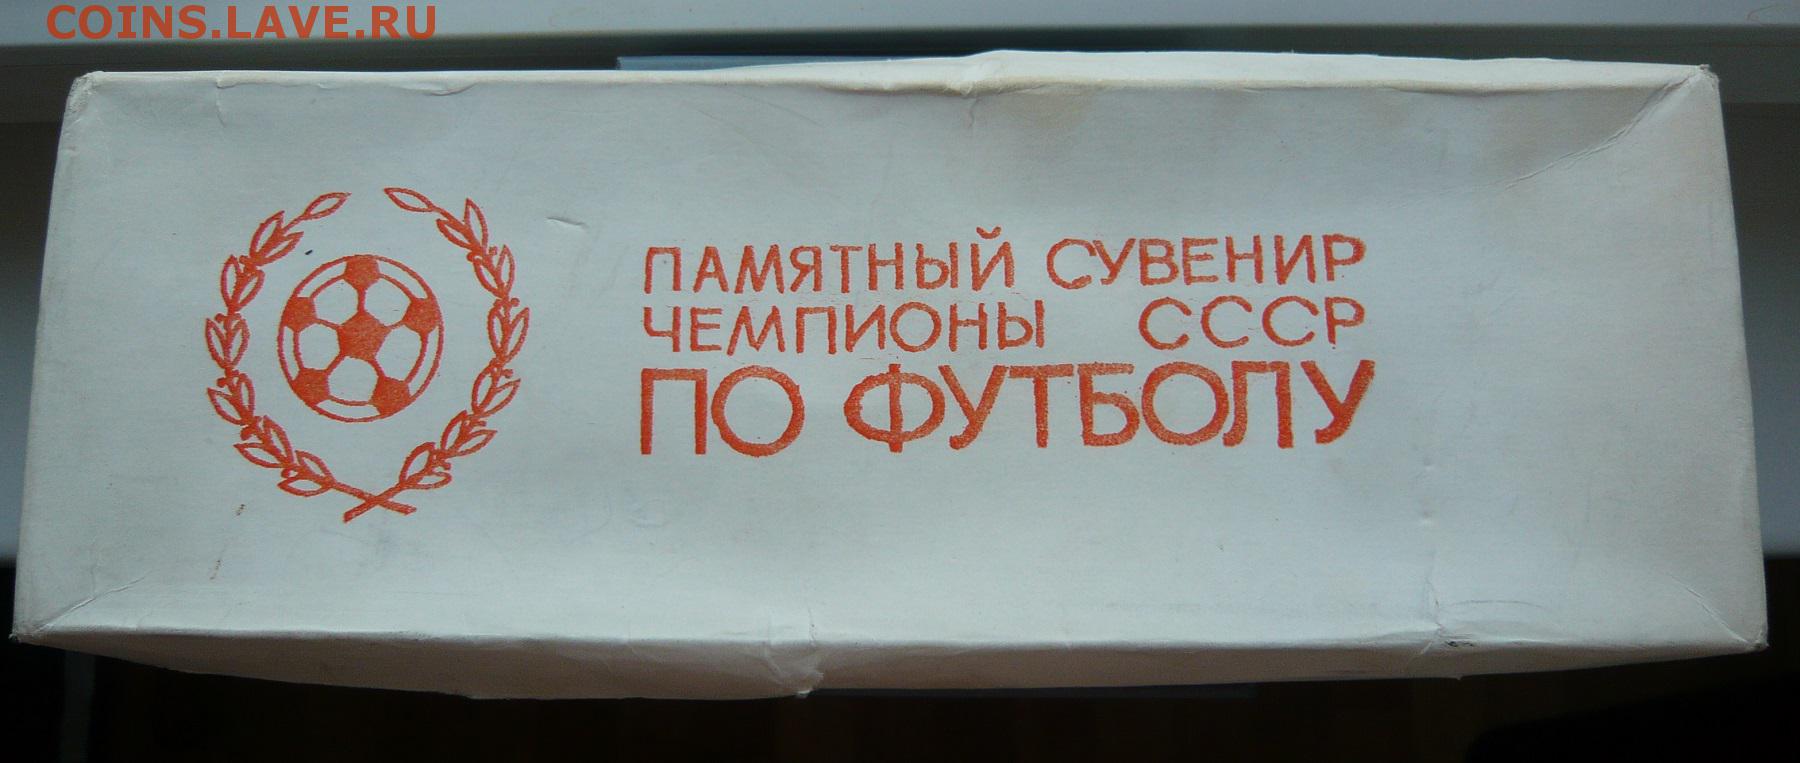 COINS.LAVE.RU
ПАМЯТНЫЙ СУВЕНИР
ЧЕМПИОНЫ СССР
ПО ФУТБОЛУ